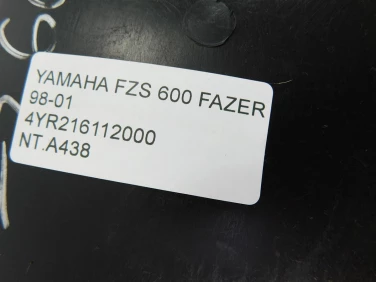 YAMAHA FZS 600 FAZER
98-01
4YR216112000
NT.A438